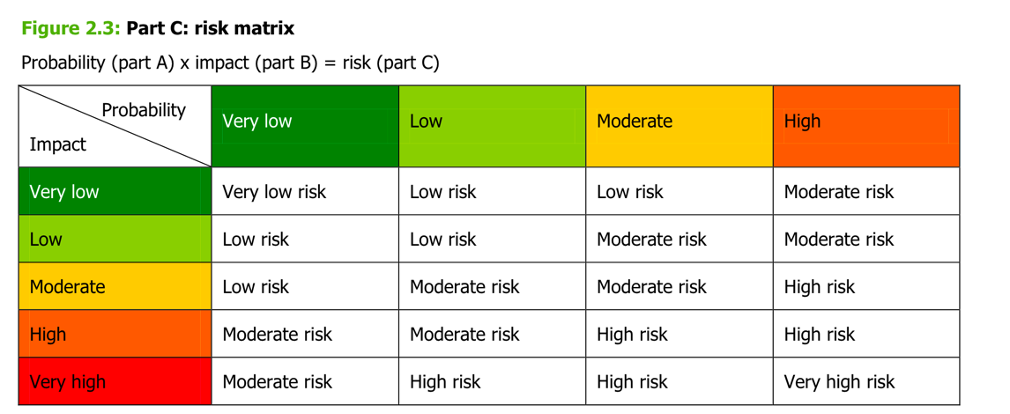 Figure 2.3: Part C: risk matrix
Probability (part A) x impact (part B) = risk (part C)
Probability
Impact
Very low Low Moderate High
Very low Very low risk Low risk Low risk Moderate risk
Low Low risk Low risk Moderate risk Moderate risk
Moderate Low risk Moderate risk Moderate risk High risk
High Moderate risk Moderate risk High risk High risk
Very high Moderate risk High risk High risk Very high risk